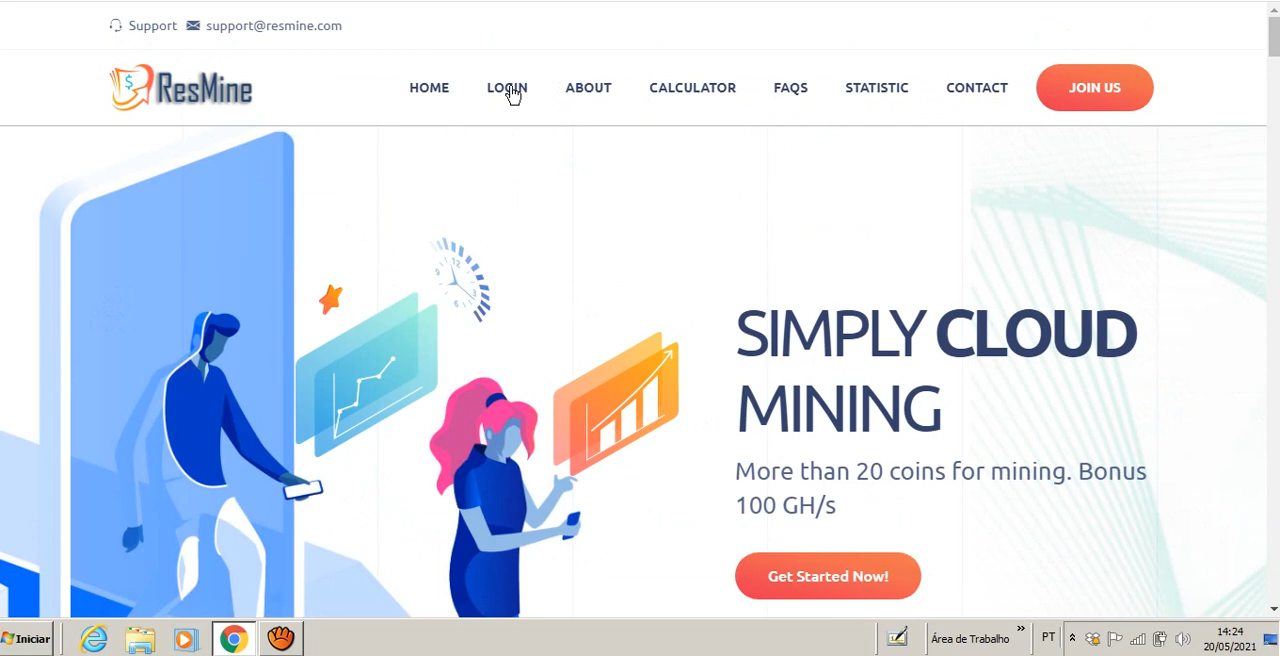 Support support@resmine.com
ResMine HOME LOGIN ABOUT CALCULATOR FAQS STATISTIC CONTACT JOIN US
SIMPLY CLOUD
MINING
More than 20 coins for mining. Bonus
100 GH/s
Get Started Now!
Iniciar Área de Trabalho » PT 14:24
20/05/2021